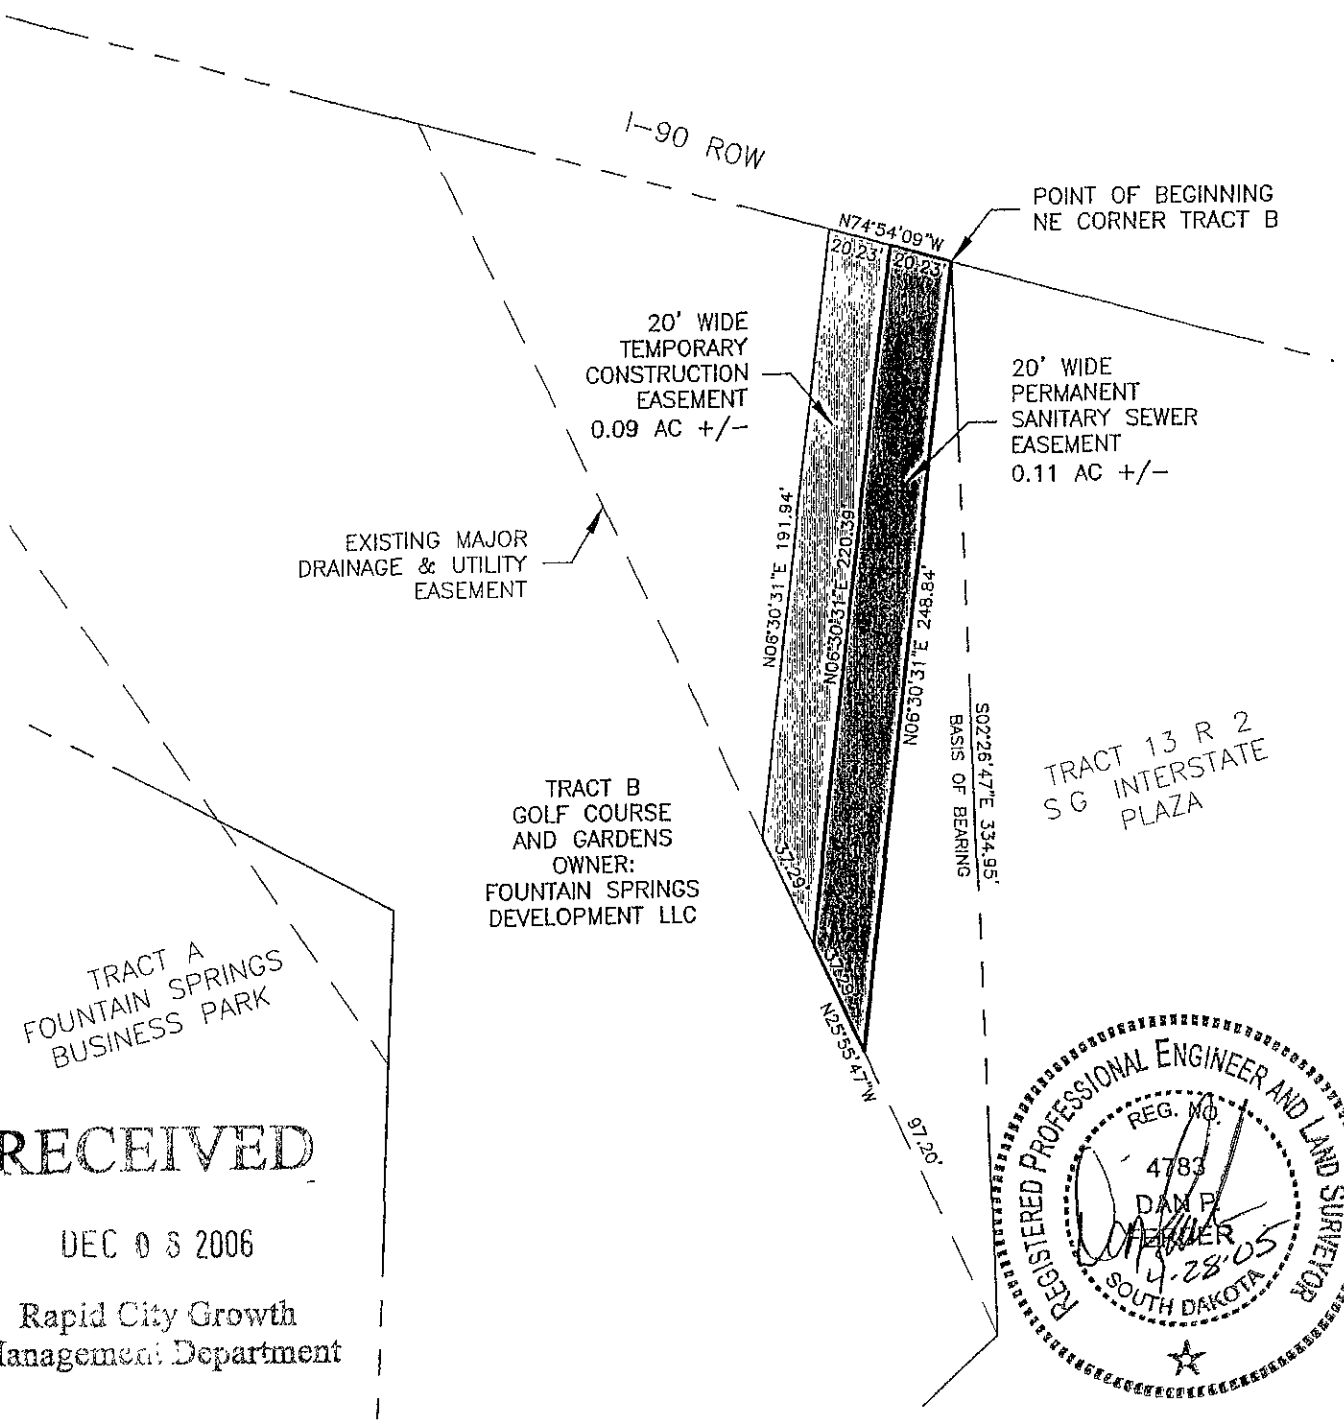 I-90 ROW
POINT OF BEGINNING
NE CORNER TRACT B
N74°54'09"W
20.23'
20.23'
20' WIDE
TEMPORARY
CONSTRUCTION
EASEMENT
0.09 AC +/-
20' WIDE
PERMANENT
SANITARY SEWER
EASEMENT
0.11 AC +/-
EXISTING MAJOR
DRAINAGE & UTILITY
EASEMENT
N06°30'31"E 191.94'
N06°30'31"E 220.39'
N06°30'31"E 248.84'
S02°26'47"E 334.95'
BASIS OF BEARING
TRACT 13 R 2
S G INTERSTATE
PLAZA
TRACT B
GOLF COURSE
AND GARDENS
OWNER:
FOUNTAIN SPRINGS
DEVELOPMENT LLC
37.29'
37.29'
N25°55'47"W
97.20'
TRACT A
FOUNTAIN SPRINGS
BUSINESS PARK
RECEIVED
DEC 0 2006
Rapid City Growth
Management Department
REGISTERED PROFESSIONAL ENGINEER AND LAND SURVEYOR
REG. NO.
4783
DAN P.
4-28-05
SOUTH DAKOTA